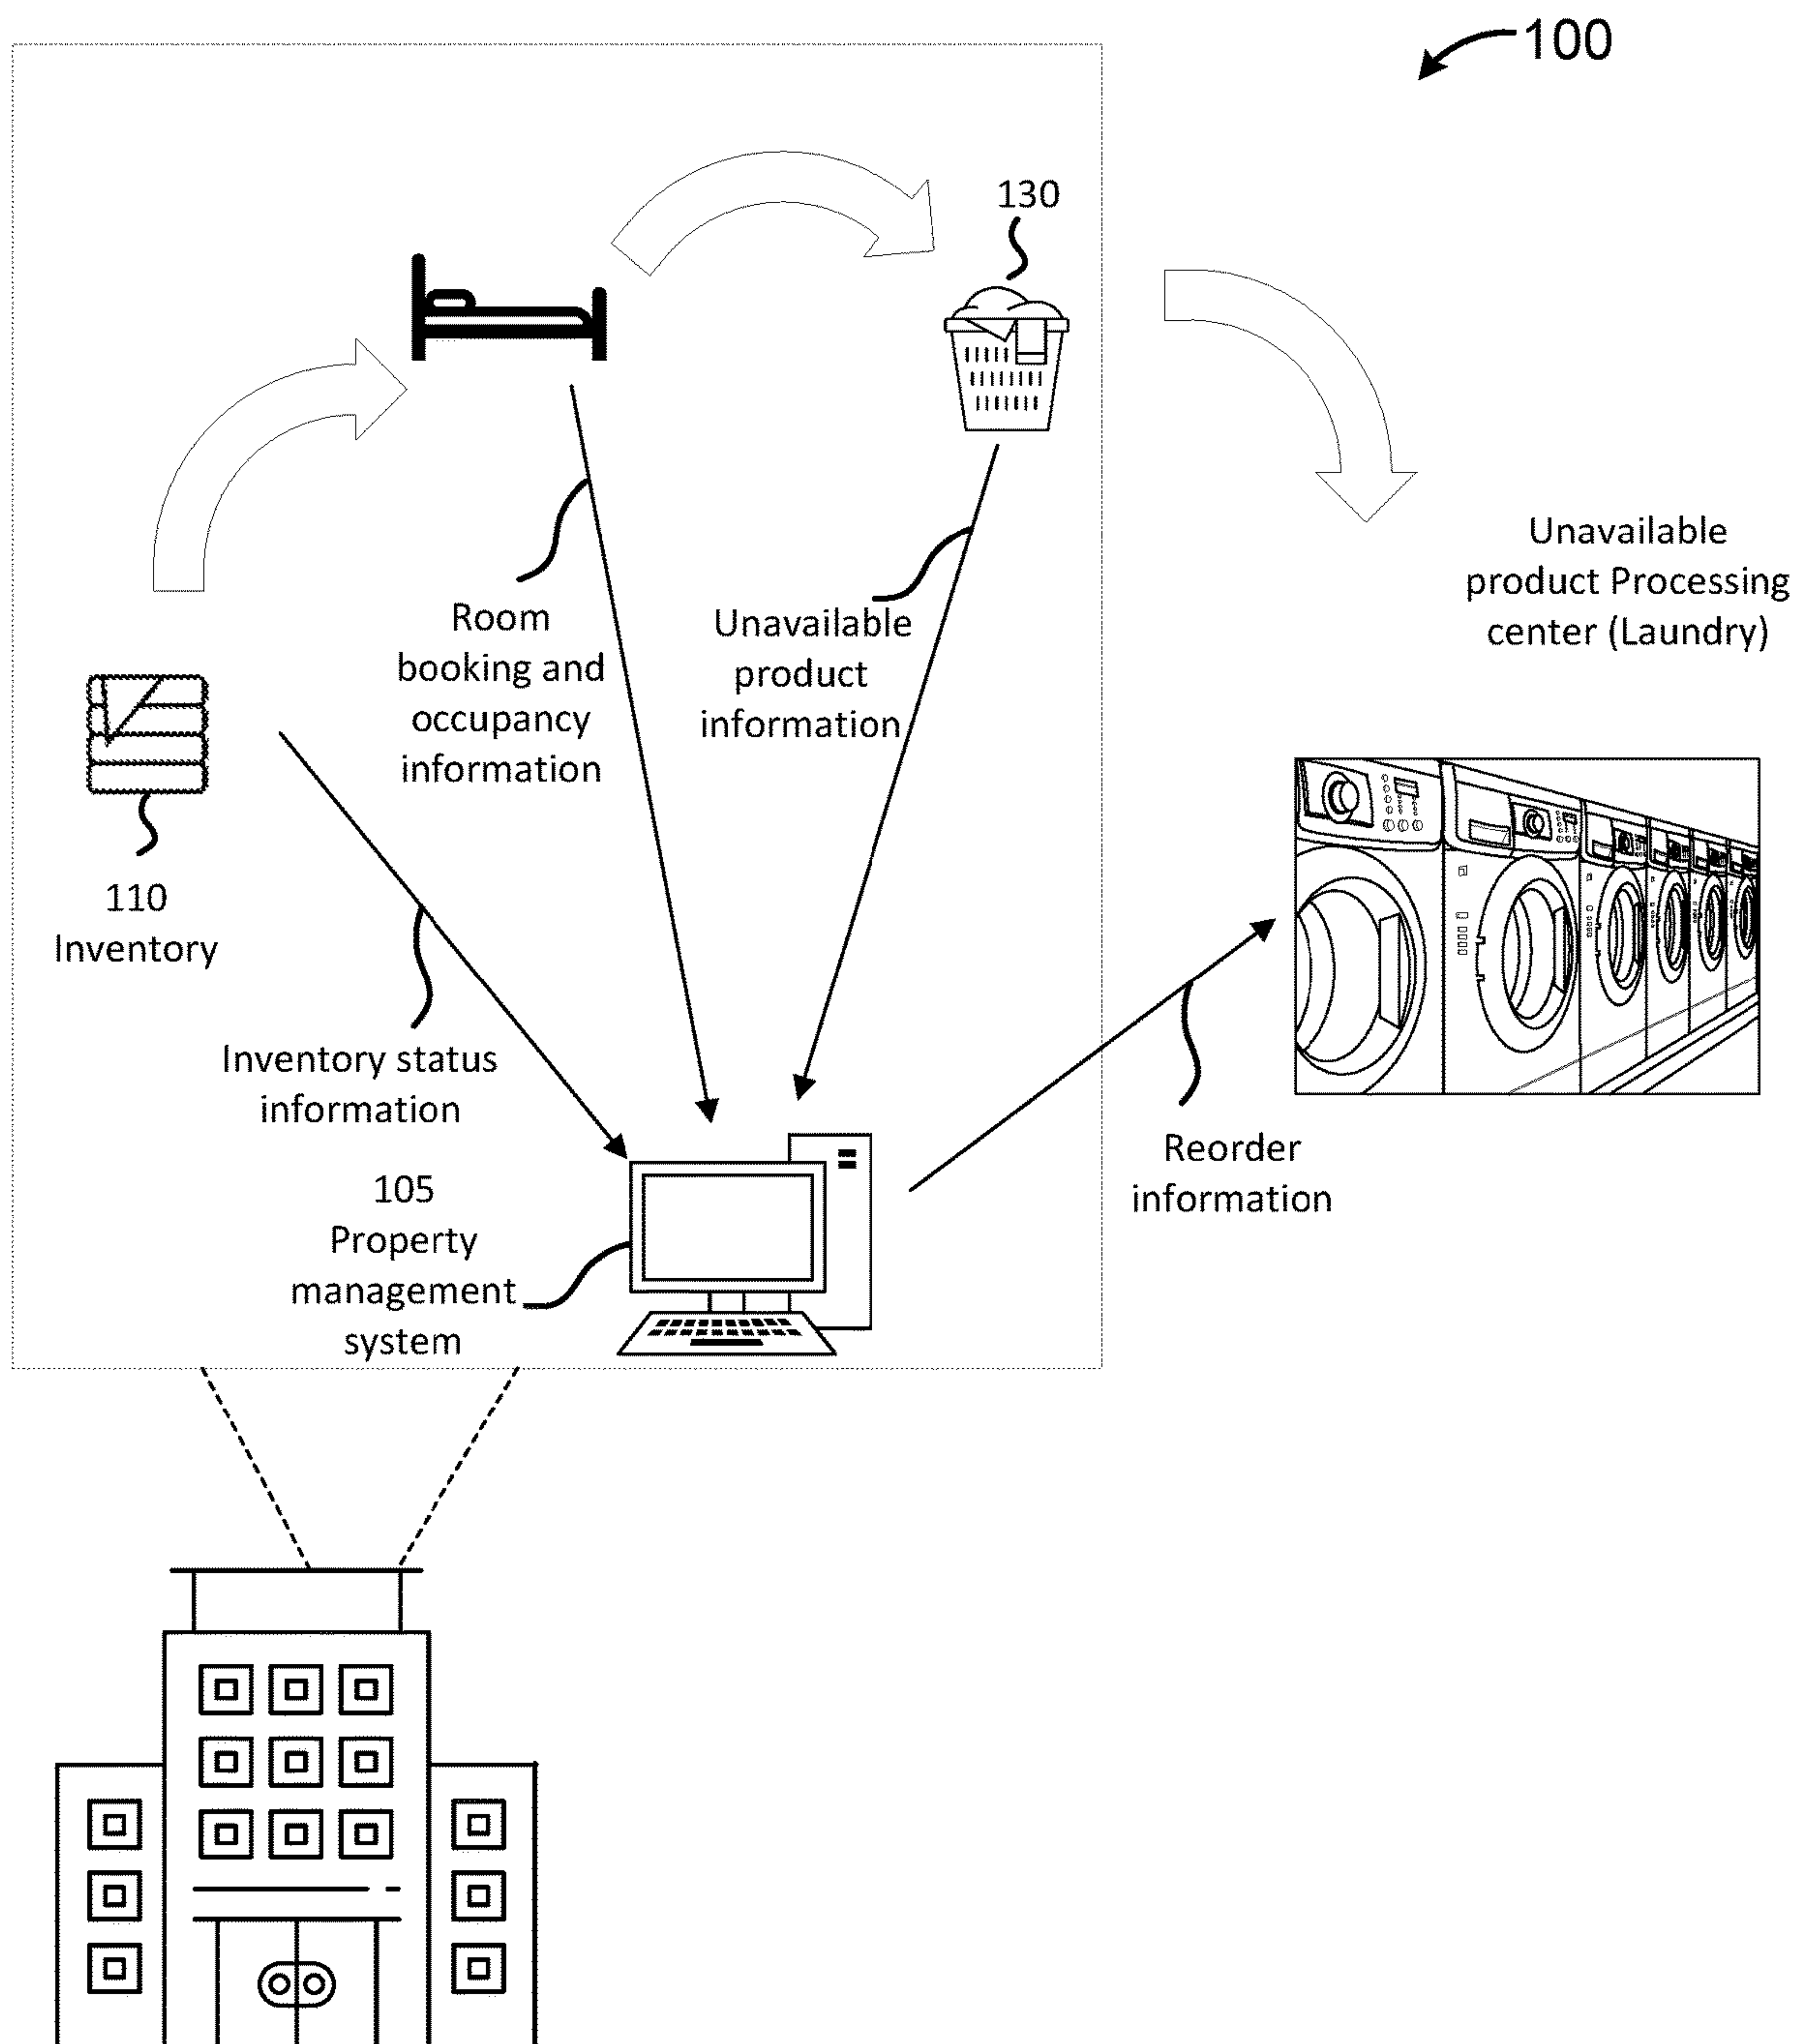 100
130
Unavailable
product Processing
center (Laundry)
Room
booking and
occupancy
information
Unavailable
product
information
110
Inventory
Inventory status
information
Reorder
information
105
Property
management
system